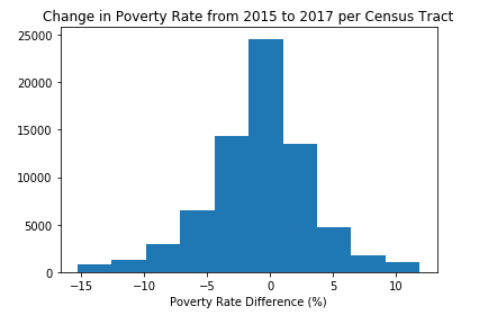 Change in Poverty Rate from 2015 to 2017 per Census Tract
25000
20000
15000
10000
5000
0
−15 −10 −5 0 5 10
Poverty Rate Difference (%)